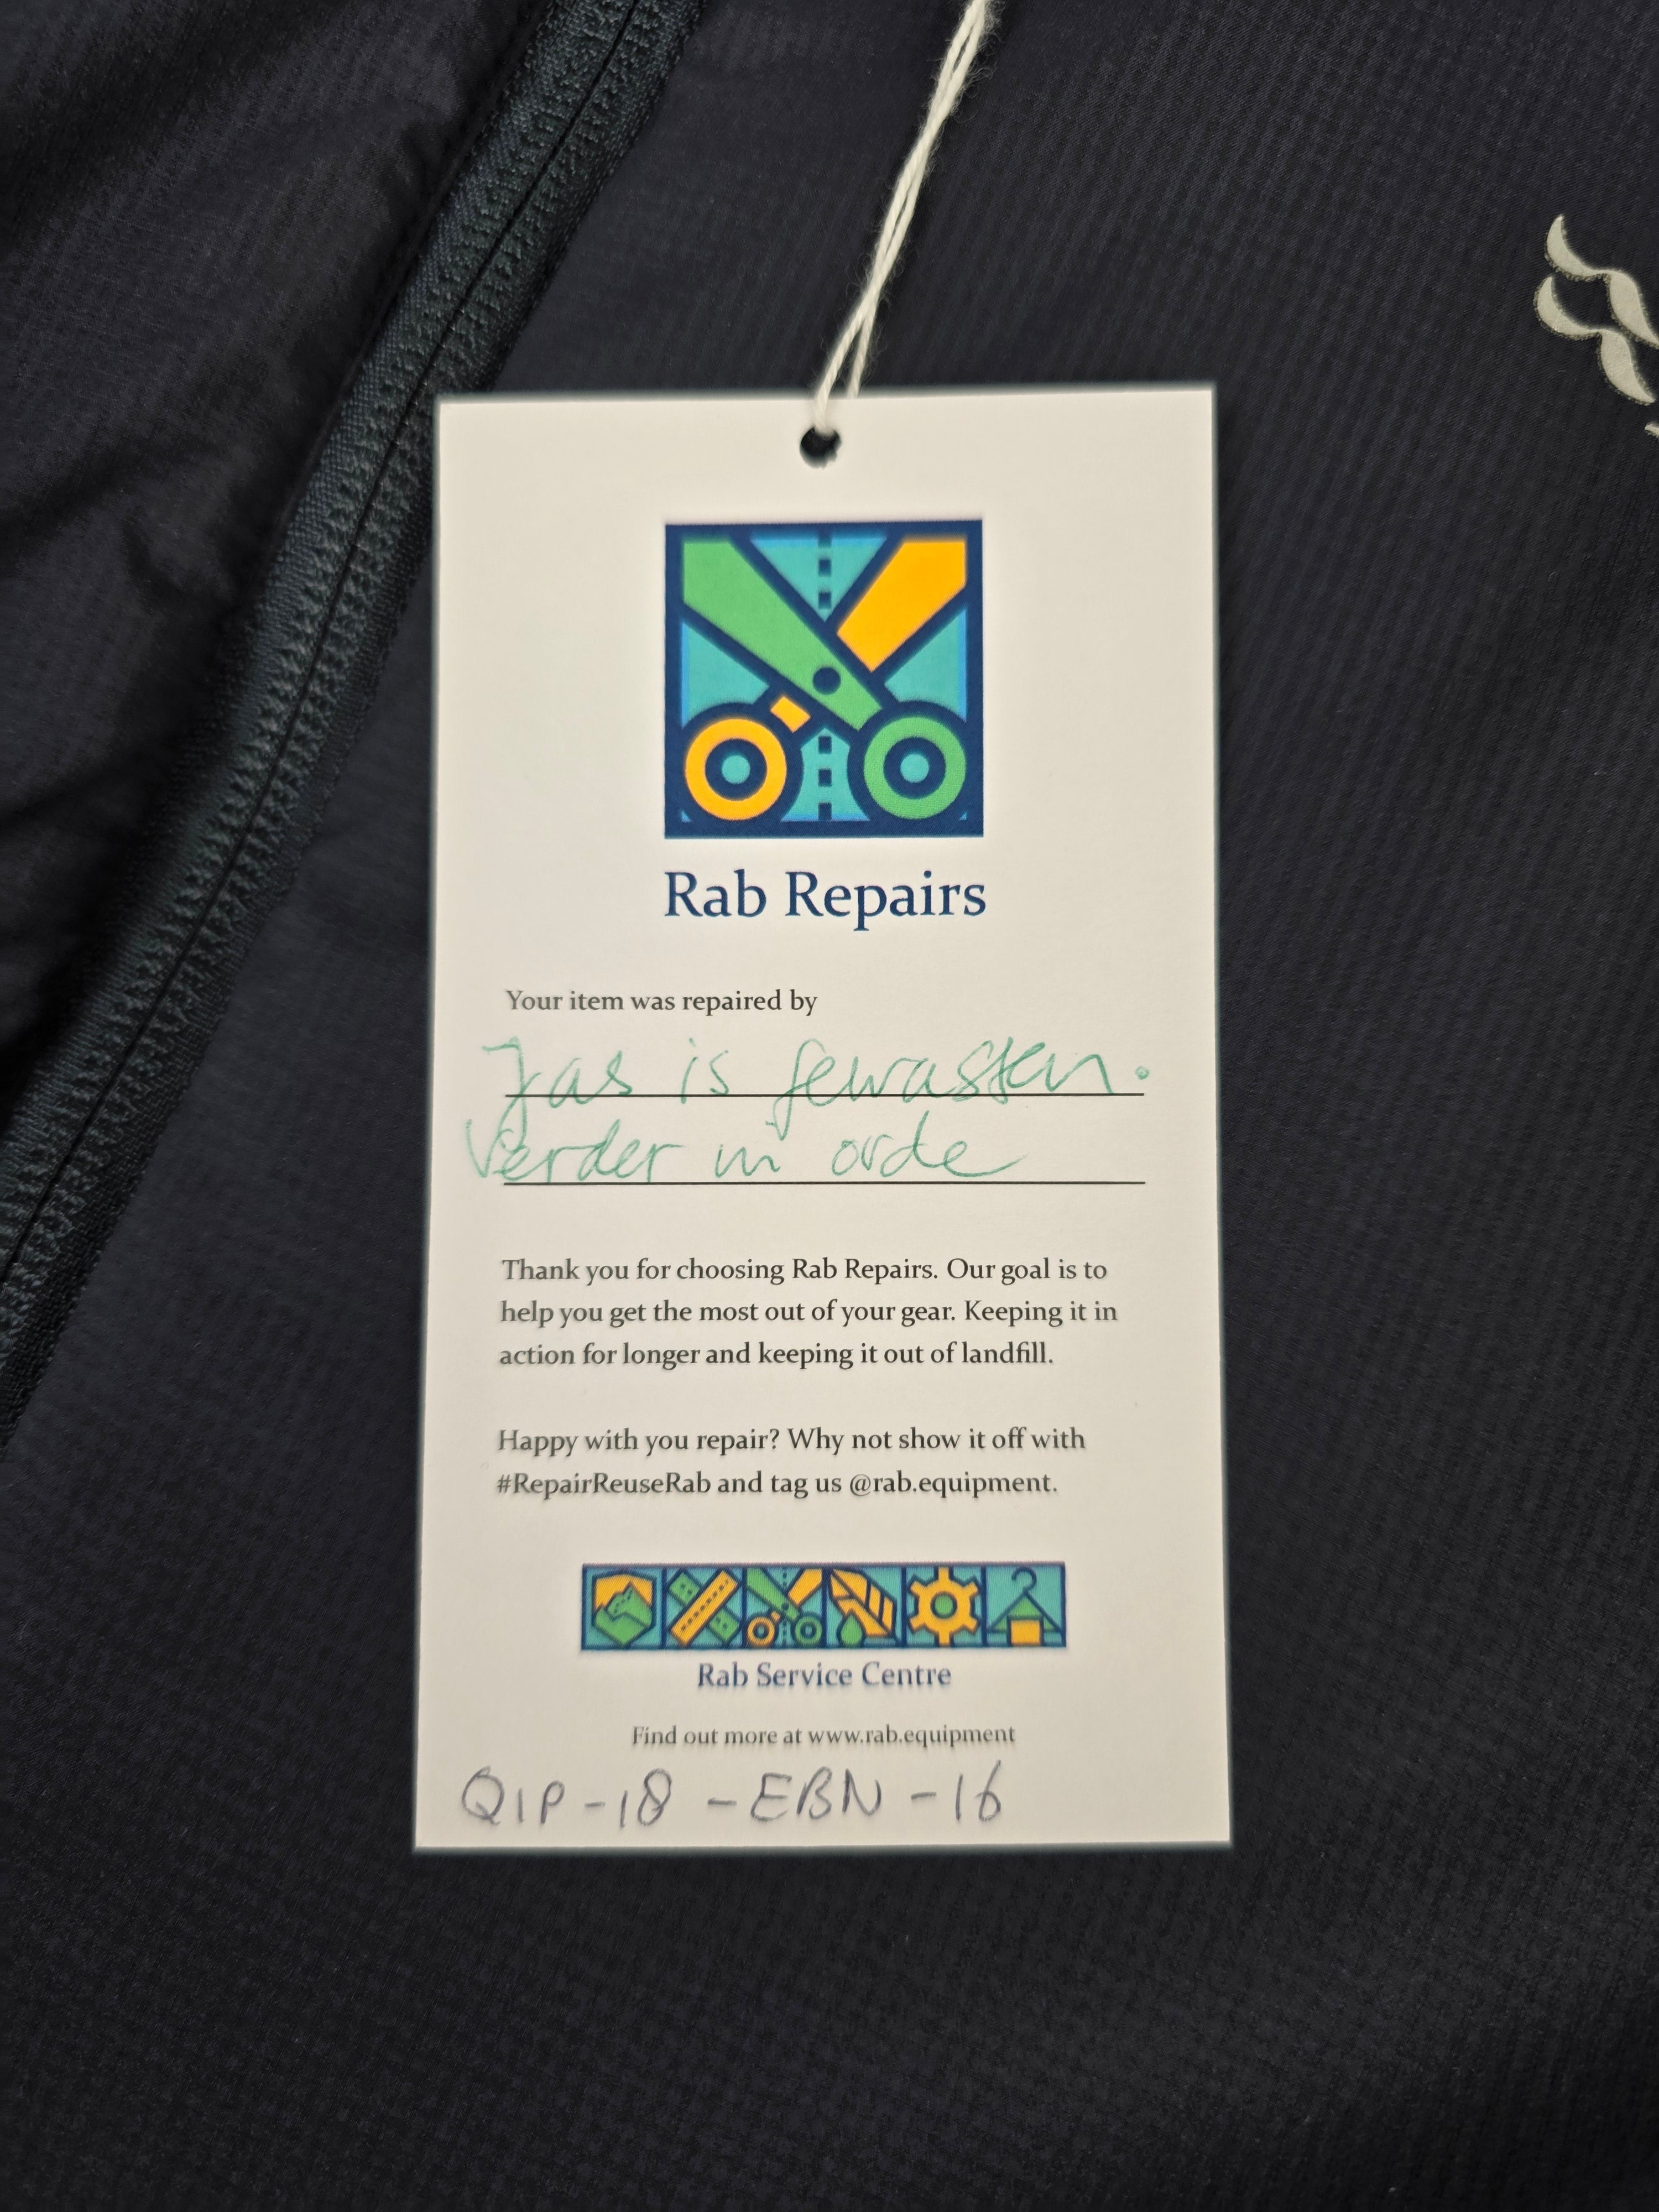 Rab Repairs
Your item was repaired by
Jas is gewassen.
Verder in orde
Thank you for choosing Rab Repairs. Our goal is to
help you get the most out of your gear. Keeping it in
action for longer and keeping it out of landfill.
Happy with you repair? Why not show it off with
#RepairReuseRab and tag us @rab.equipment.
Rab Service Centre
Find out more at www.rab.equipment
QIP-18-EBN-16